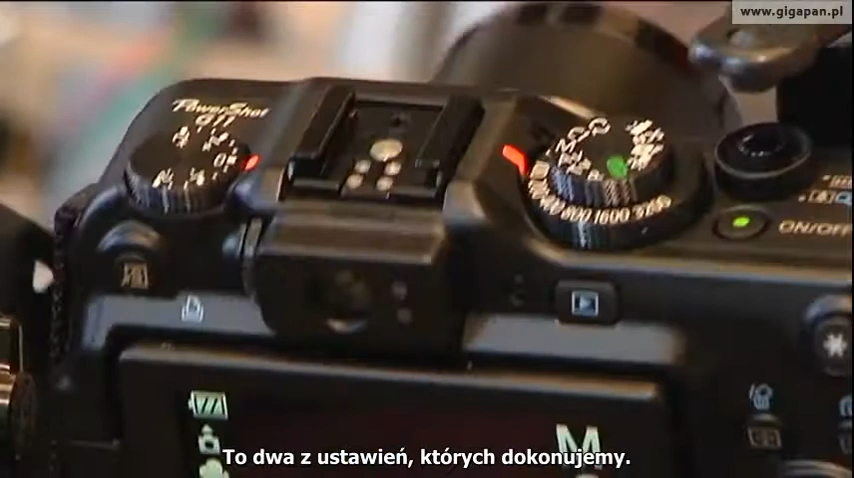 www.gigapan.pl
PowerShot
G11
800 1600 3200
ON/OFF
M
To dwa z ustawień, których dokonujemy.